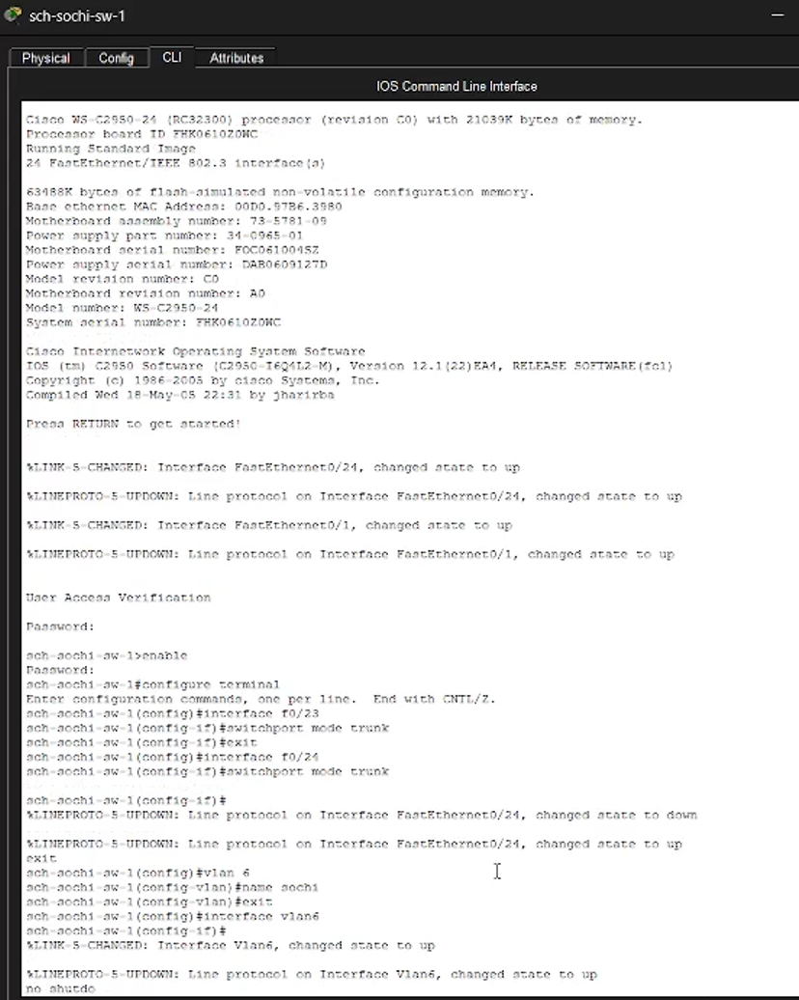 sch-sochi-sw-1
Physical Config CLI Attributes
IOS Command Line Interface
Cisco WS-C2950-24 (RC32300) processor (revision C0) with 21039K bytes of memory.
Processor board ID FHK0610Z0WC
Running Standard Image
24 FastEthernet/IEEE 802.3 interface(s)
63488K bytes of flash-simulated non-volatile configuration memory.
Base ethernet MAC Address: 00D0.97B6.3980
Motherboard assembly number: 73-5781-09
Power supply part number: 34-0965-01
Motherboard serial number: FOC061004SZ
Power supply serial number: DAB0609127D
Model revision number: C0
Motherboard revision number: A0
Model number: WS-C2950-24
System serial number: FHK0610Z0WC
Cisco Internetwork Operating System Software
IOS (tm) C2950 Software (C2950-I6Q4L2-M), Version 12.1(22)EA4, RELEASE SOFTWARE(fc1)
Copyright (c) 1986-2005 by cisco Systems, Inc.
Compiled Wed 18-May-05 22:31 by jharirba
Press RETURN to get started!
%LINK-5-CHANGED: Interface FastEthernet0/24, changed state to up
%LINEPROTO-5-UPDOWN: Line protocol on Interface FastEthernet0/24, changed state to up
%LINK-5-CHANGED: Interface FastEthernet0/1, changed state to up
%LINEPROTO-5-UPDOWN: Line protocol on Interface FastEthernet0/1, changed state to up
User Access Verification
Password:
sch-sochi-sw-1>enable
Password:
sch-sochi-sw-1#configure terminal
Enter configuration commands, one per line. End with CNTL/Z.
sch-sochi-sw-1(config)#interface f0/23
sch-sochi-sw-1(config-if)#switchport mode trunk
sch-sochi-sw-1(config-if)#exit
sch-sochi-sw-1(config)#interface f0/24
sch-sochi-sw-1(config-if)#switchport mode trunk
sch-sochi-sw-1(config-if)#
%LINEPROTO-5-UPDOWN: Line protocol on Interface FastEthernet0/24, changed state to down
%LINEPROTO-5-UPDOWN: Line protocol on Interface FastEthernet0/24, changed state to up
exit
sch-sochi-sw-1(config)#vlan 6
sch-sochi-sw-1(config-vlan)#name sochi
sch-sochi-sw-1(config-vlan)#exit
sch-sochi-sw-1(config)#interface vlan6
sch-sochi-sw-1(config-if)#
%LINK-5-CHANGED: Interface Vlan6, changed state to up
%LINEPROTO-5-UPDOWN: Line protocol on Interface Vlan6, changed state to up
no shutdo